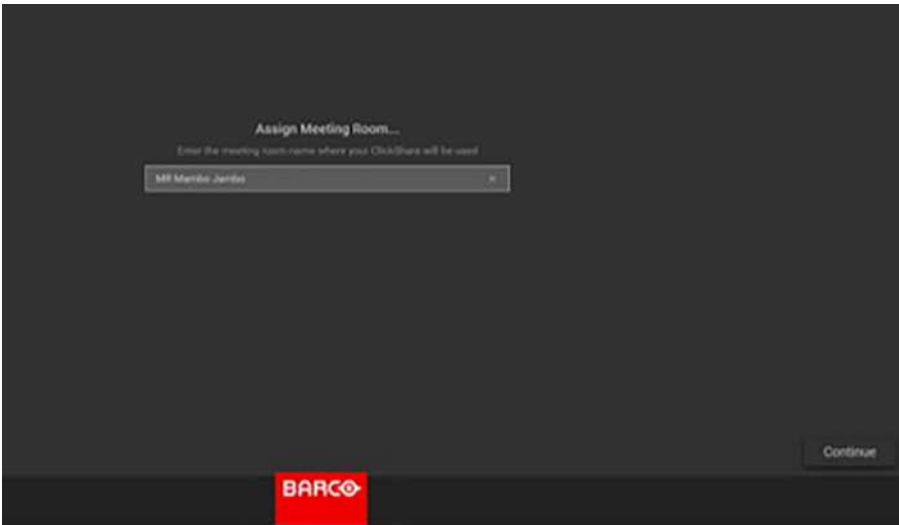 Assign Meeting Room...
Enter the meeting room name where your ClickShare will be used
MR Mambo Jambo ×
Continue
BARCO